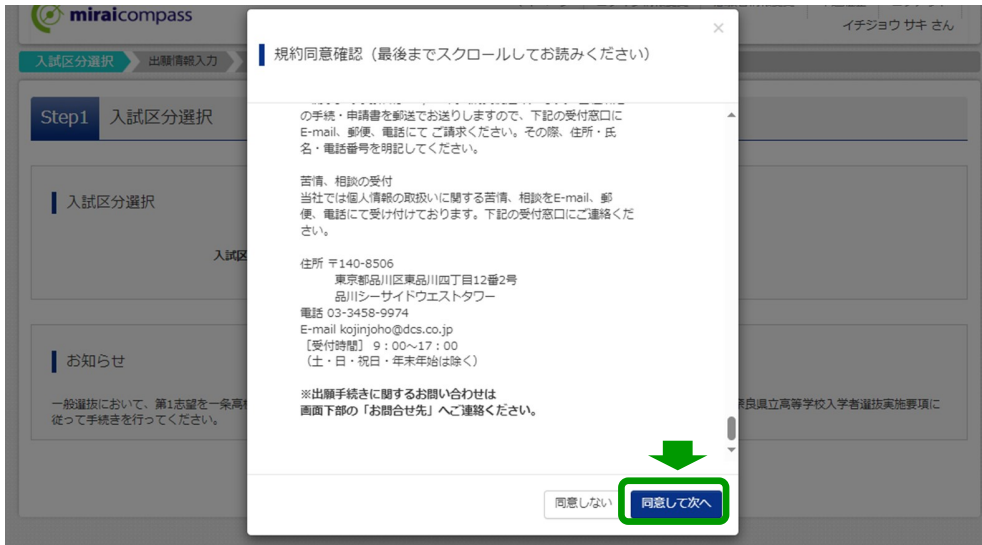 miraicompass
イチジョウ サキ さん
入試区分選択
出願情報入力
×
規約同意確認（最後までスクロールしてお読みください）
Step1 入試区分選択
の手続・申請書を郵送でお送りしますので、下記の受付窓口に
E-mail、郵便、電話にて ご請求ください。その際、住所・氏
名・電話番号を明記してください。
苦情、相談の受付
当社では個人情報の取扱いに関する苦情、相談をE-mail、郵
便、電話にて受け付けております。下記の受付窓口にご連絡くだ
さい。
入試区分選択
入試区
住所 〒140-8506
東京都品川区東品川四丁目12番2号
品川シーサイドウエストタワー
電話 03-3458-9974
E-mail kojinjoho@dcs.co.jp
［受付時間］ 9：00～17：00
（土・日・祝日・年末年始は除く）
※出願手続きに関するお問い合わせは
画面下部の「お問合せ先」へご連絡ください。
お知らせ
一般選抜において、第1志望を一条高
良県立高等学校入学者選抜実施要項に
従って手続きを行ってください。
同意しない
同意して次へ